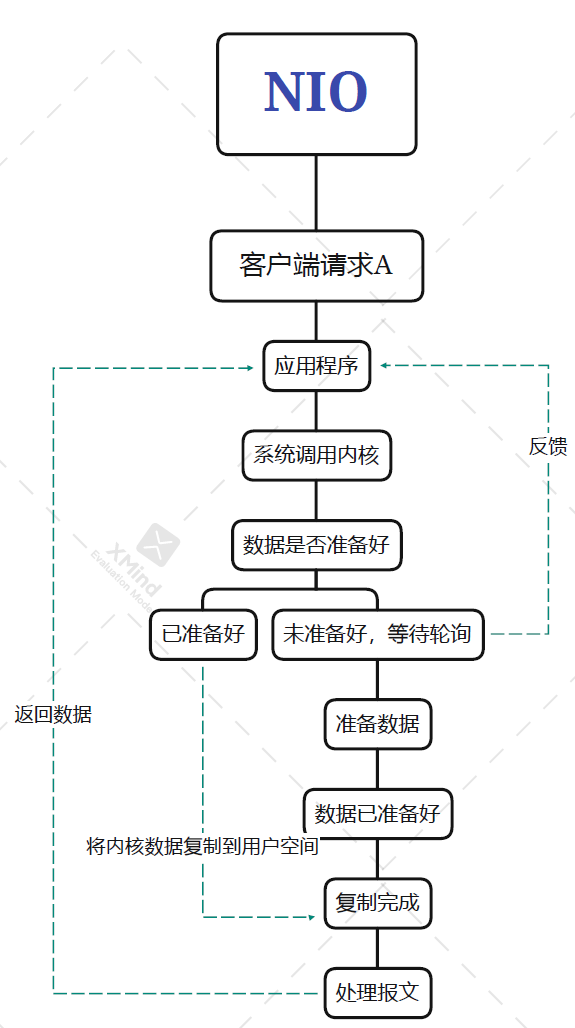 NIO
客户端请求A
应用程序
反馈
系统调用内核
数据是否准备好
已准备好
未准备好，等待轮询
XMind
Evaluation Mode
返回数据
准备数据
数据已准备好
将内核数据复制到用户空间
复制完成
处理报文